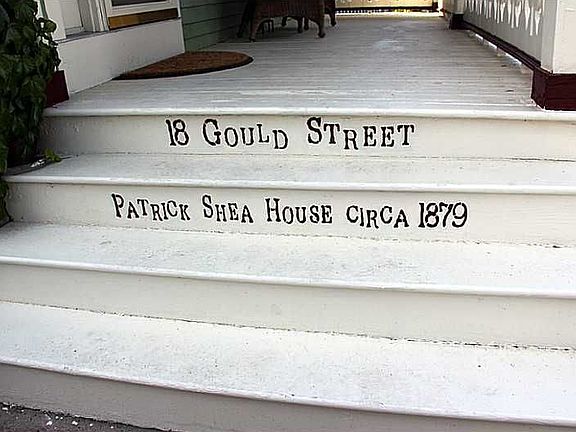 18 Gould Street
Patrick Shea House circa 1879